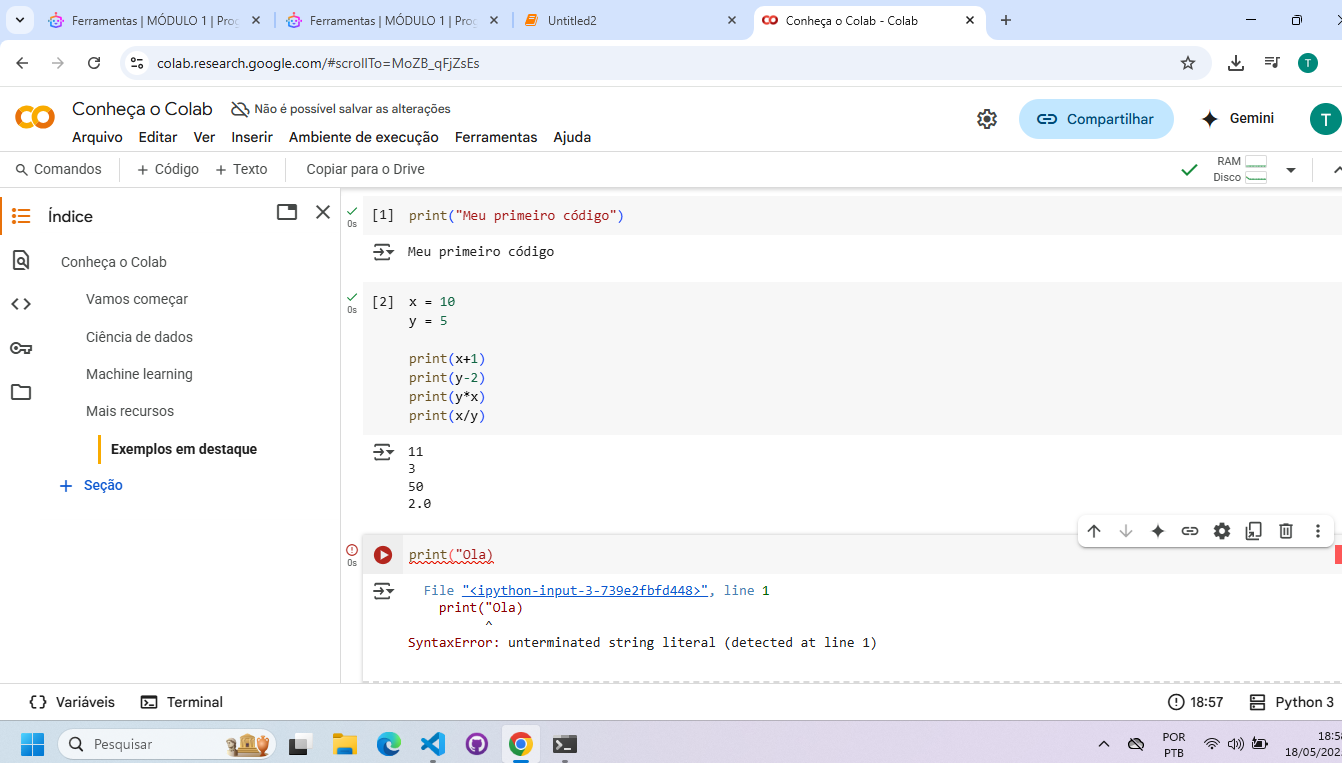 Ferramentas | MÓDULO 1 | Prog
Ferramentas | MÓDULO 1 | Prog
Untitled2
Conheça o Colab - Colab
colab.research.google.com/#scrollTo=MoZB_qFjZsEs
T
Conheça o Colab
Não é possível salvar as alterações
Arquivo Editar Ver Inserir Ambiente de execução Ferramentas Ajuda
Compartilhar
Gemini
T
Comandos
+ Código + Texto
Copiar para o Drive
RAM
Disco
Índice
Conheça o Colab
Vamos começar
Ciência de dados
Machine learning
Mais recursos
Exemplos em destaque
+ Seção
0s
[1] print("Meu primeiro código")
Meu primeiro código
0s
[2] x = 10
y = 5
print(x+1)
print(y-2)
print(y*x)
print(x/y)
11
3
50
2.0
0s
print("Ola)
File "<ipython-input-3-739e2fbfd448>", line 1
print("Ola)
^
SyntaxError: unterminated string literal (detected at line 1)
Variáveis
Terminal
18:57
Python 3
Pesquisar
POR
PTB
18:58
18/05/202